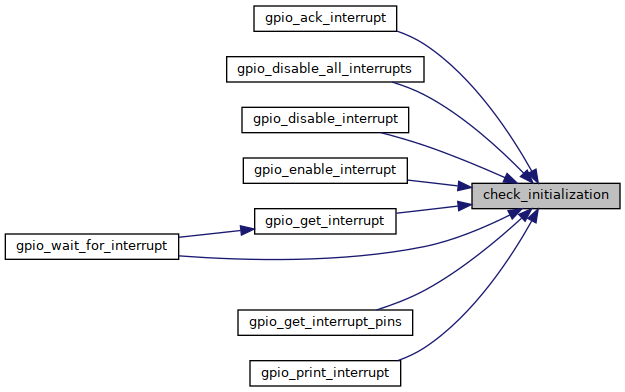 gpio_ack_interrupt
gpio_disable_all_interrupts
gpio_disable_interrupt
gpio_enable_interrupt
check_initialization
gpio_get_interrupt
gpio_wait_for_interrupt
gpio_get_interrupt_pins
gpio_print_interrupt